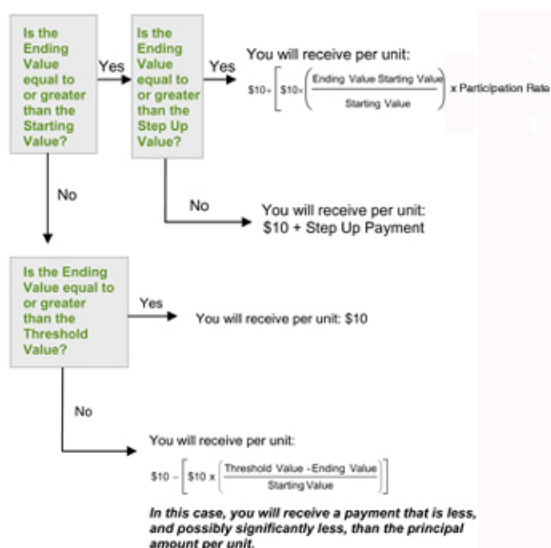 Is the
Ending
Value
equal to
or greater
than the
Starting
Value?
Yes
Is the
Ending
Value
equal to
or greater
than the
Step Up
Value?
Yes
You will receive per unit:
$10+ [ $10× ( Ending Value Starting Value
Starting Value ) x Participation Rate
No
No
You will receive per unit:
$10 + Step Up Payment
Is the Ending
Value equal to
or greater
than the
Threshold
Value?
Yes
You will receive per unit: $10
No
You will receive per unit:
$10 - [ $10 x ( Threshold Value - Ending Value
Starting Value ) ]
In this case, you will receive a payment that is less,
and possibly significantly less, than the principal
amount per unit.